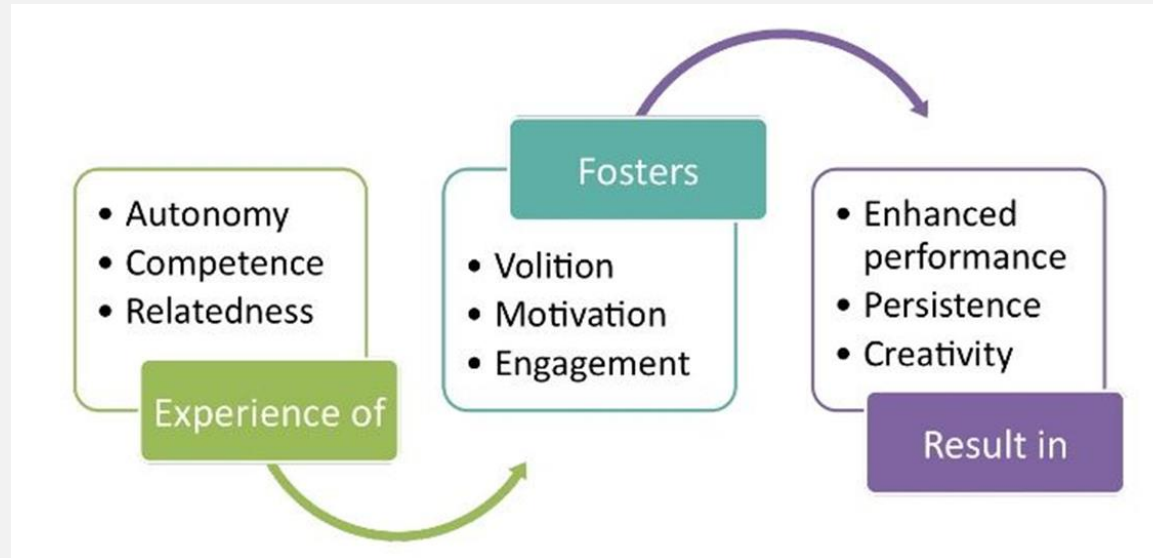 • Autonomy
• Competence
• Relatedness
Experience of
Fosters
• Volition
• Motivation
• Engagement
• Enhanced
performance
• Persistence
• Creativity
Result in